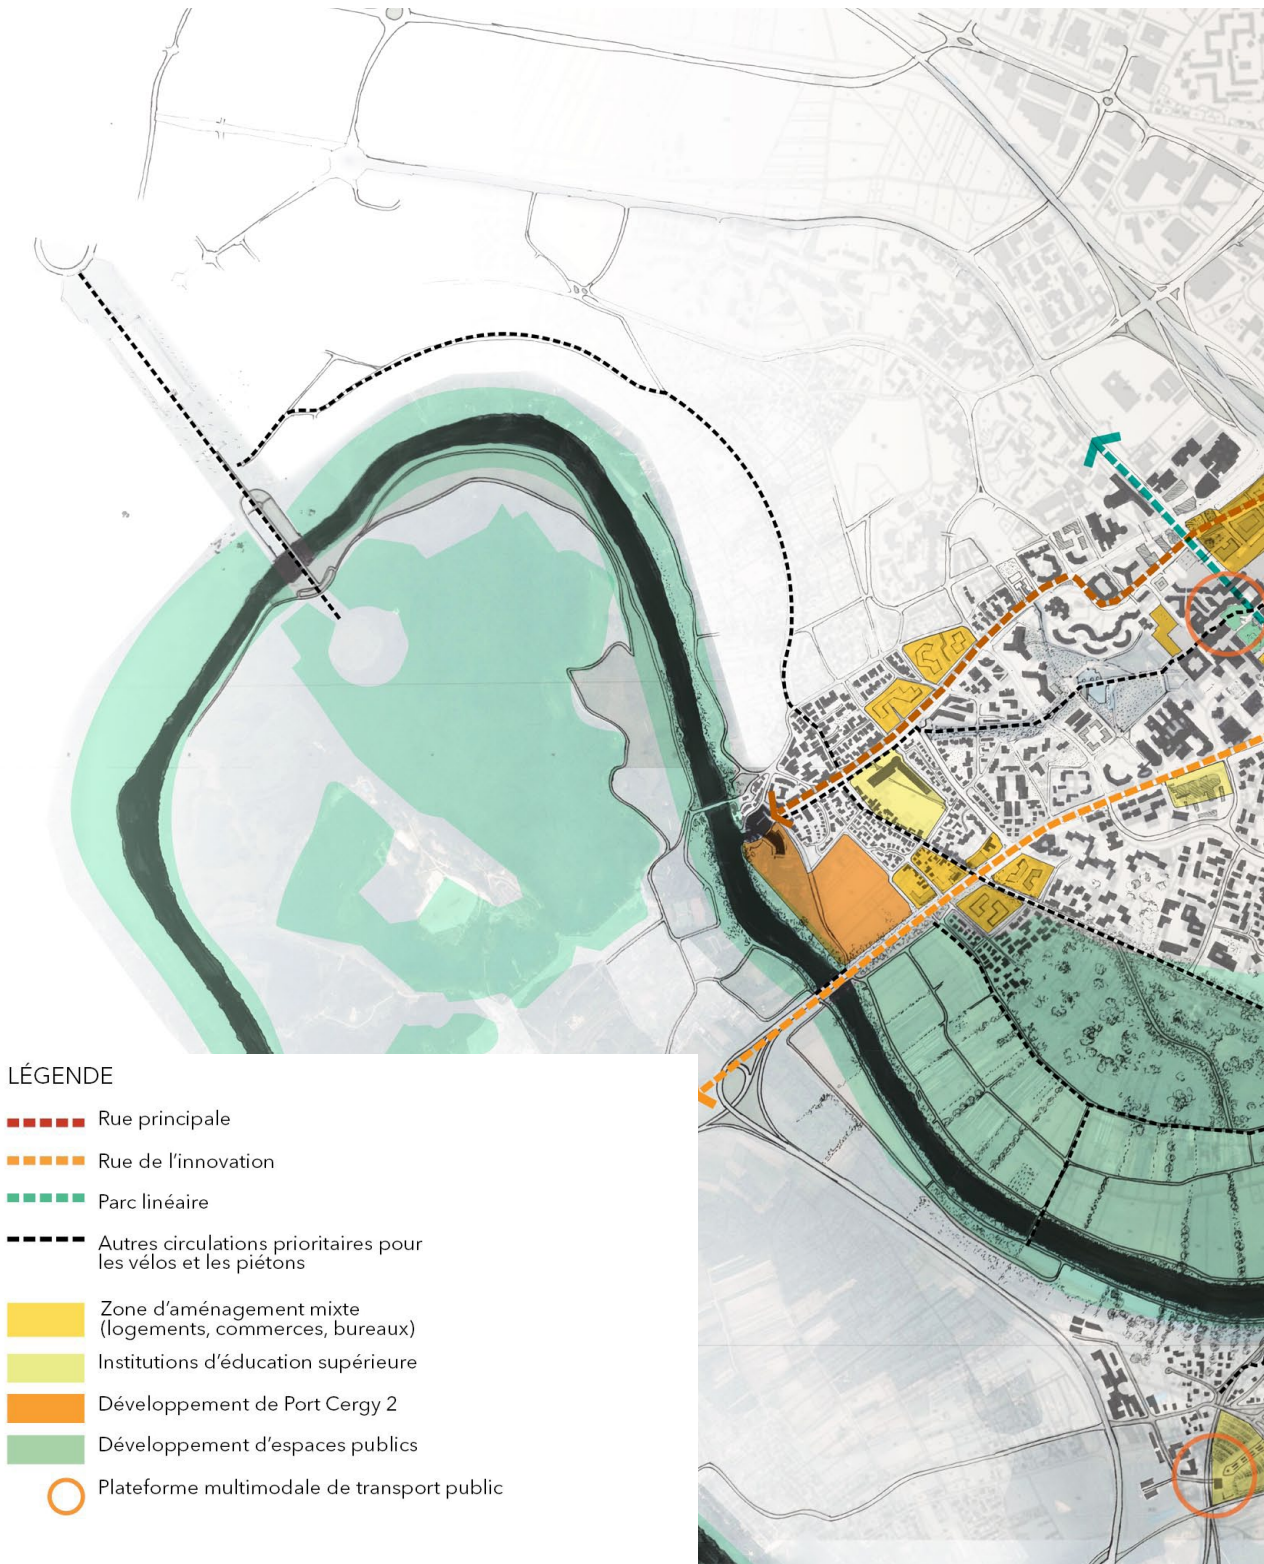 LÉGENDE
Rue principale
Rue de l'innovation
Parc linéaire
Autres circulations prioritaires pour
les vélos et les piétons
Zone d'aménagement mixte
(logements, commerces, bureaux)
Institutions d'éducation supérieure
Développement de Port Cergy 2
Développement d'espaces publics
Plateforme multimodale de transport public